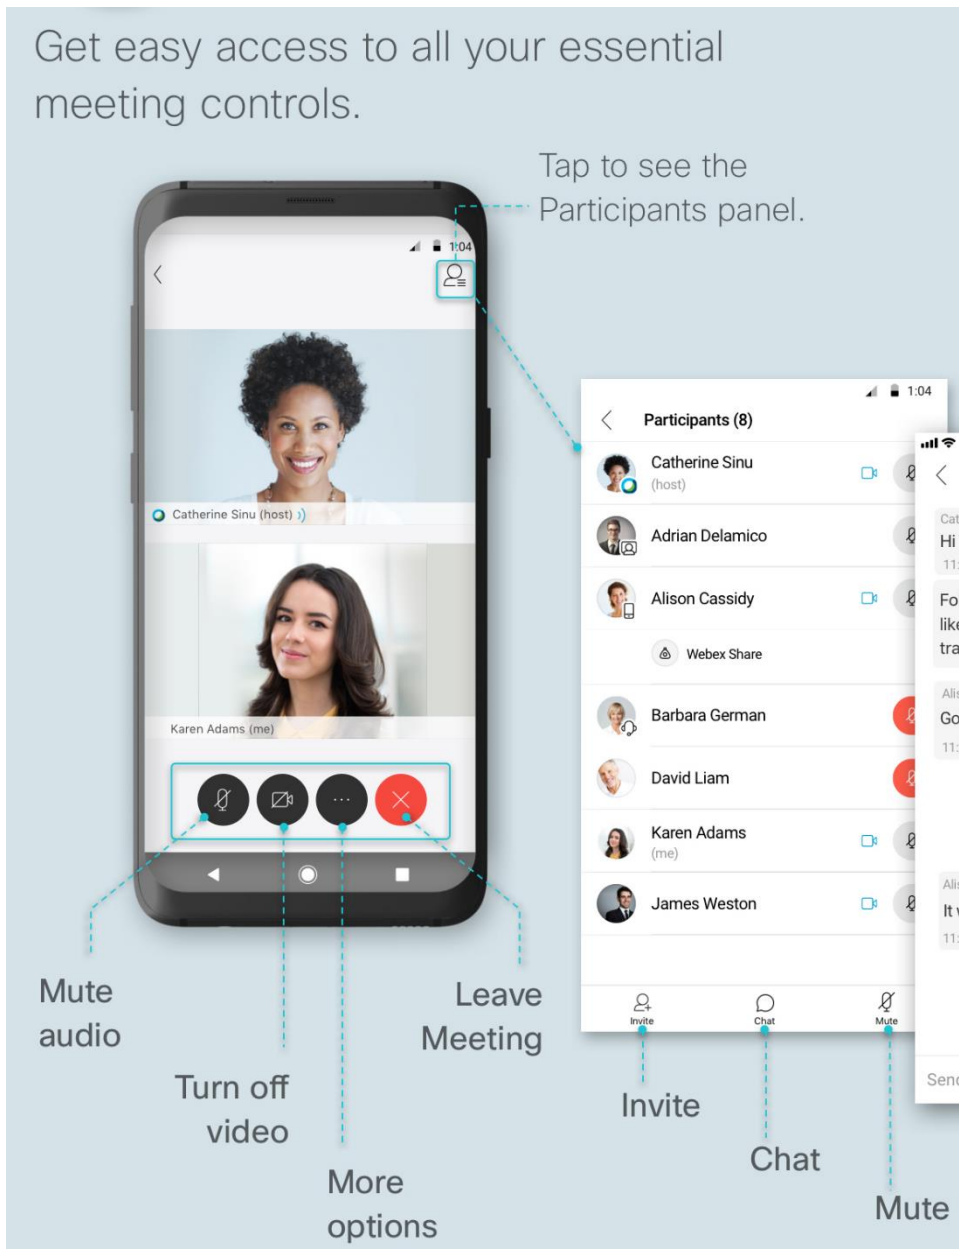 Get easy access to all your essential
meeting controls.
Tap to see the
Participants panel.
1:04
Catherine Sinu (host)
Karen Adams (me)
Mute
audio
Turn off
video
More
options
Leave
Meeting
1:04
Participants (8)
Catherine Sinu
(host)
Adrian Delamico
Alison Cassidy
Webex Share
Barbara German
David Liam
Karen Adams
(me)
James Weston
Invite
Chat
Mute
Invite
Chat
Mute
Hi
It